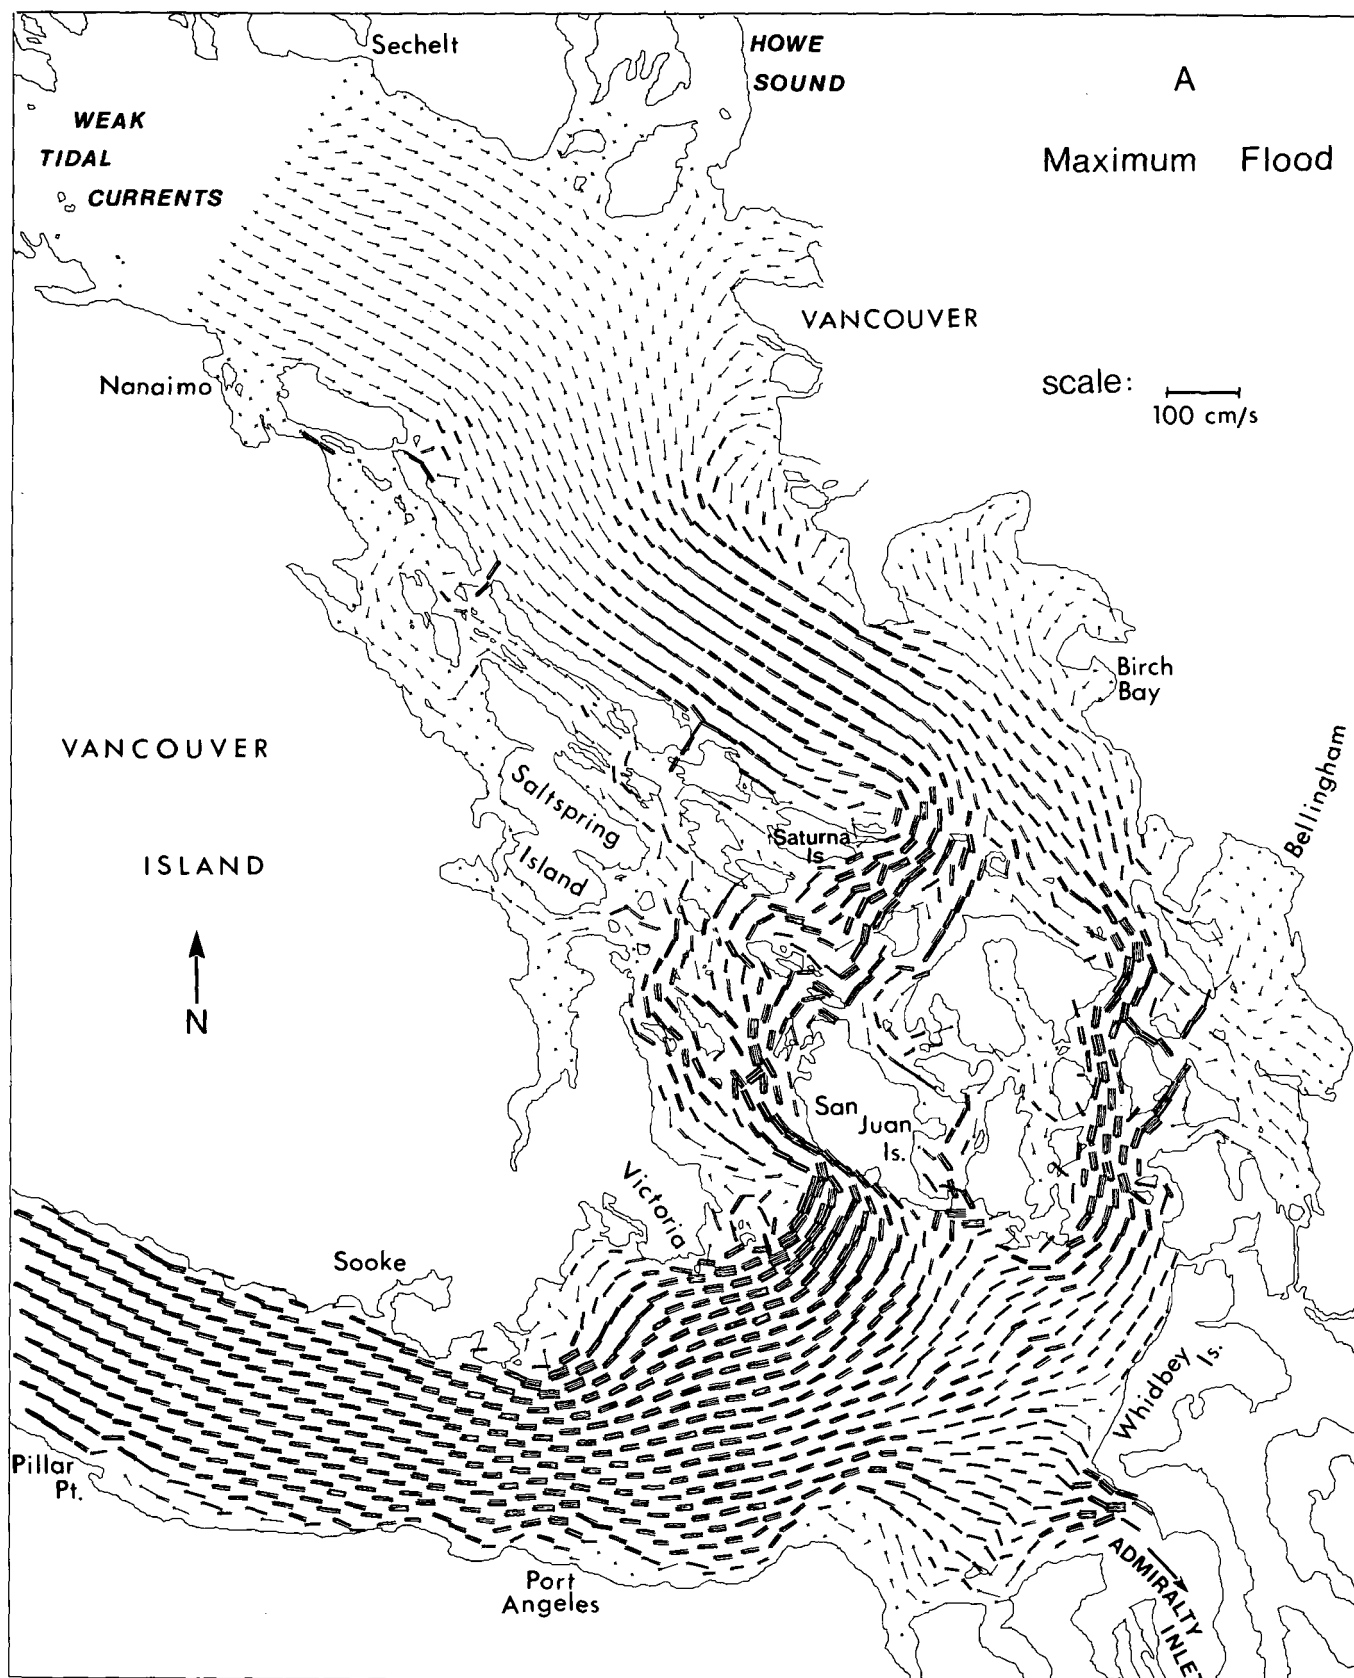 Sechelt
HOWE
SOUND
A
WEAK
TIDAL
CURRENTS
Maximum Flood
VANCOUVER
Nanaimo
scale:
100 cm/s
Birch
Bay
VANCOUVER
ISLAND
Saltspring
Island
Saturna
Is.
Bellingham
N
San
Juan
Is.
Victoria
Sooke
Whidbey Is.
Pillar
Pt.
Port
Angeles
ADMIRALTY
INLET